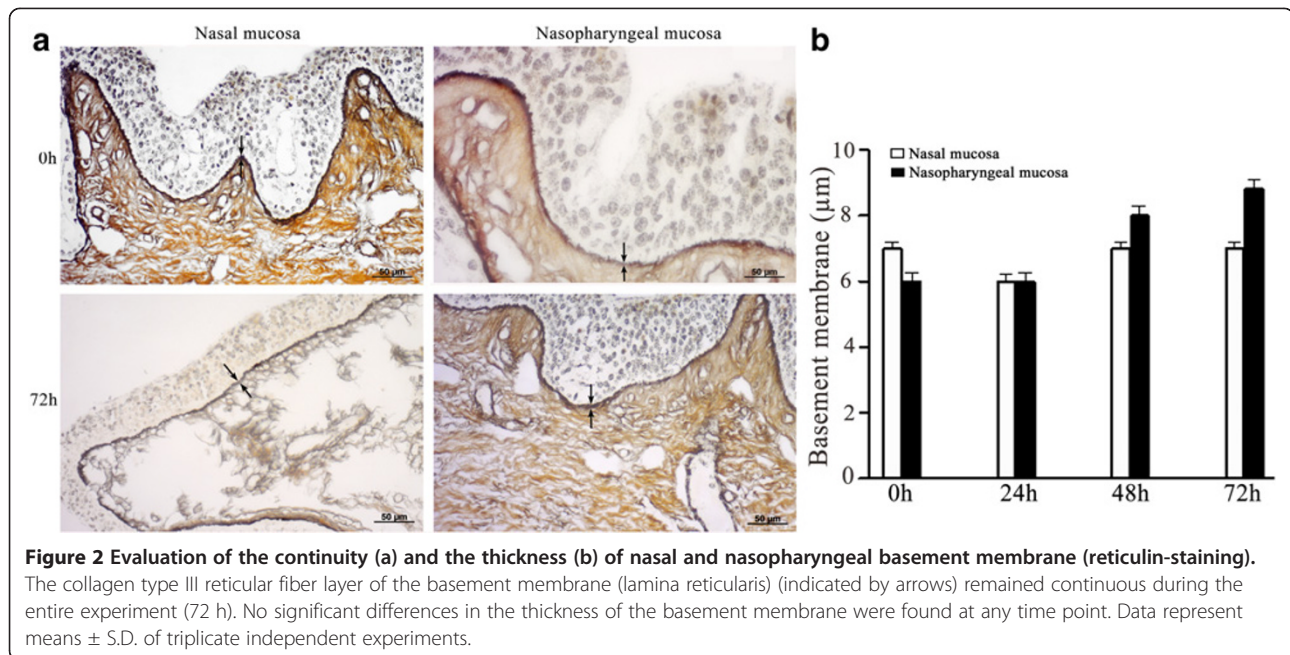 a
Nasal mucosa
Nasopharyngeal mucosa
0h
50 µm
50 µm
72h
50 µm
50 µm
b
Nasal mucosa
Nasopharyngeal mucosa
Basement membrane (µm)
10
8
6
4
2
0
0h 24h 48h 72h
Figure 2 Evaluation of the continuity (a) and the thickness (b) of nasal and nasopharyngeal basement membrane (reticulin-staining).
The collagen type III reticular fiber layer of the basement membrane (lamina reticularis) (indicated by arrows) remained continuous during the
entire experiment (72 h). No significant differences in the thickness of the basement membrane were found at any time point. Data represent
means ± S.D. of triplicate independent experiments.